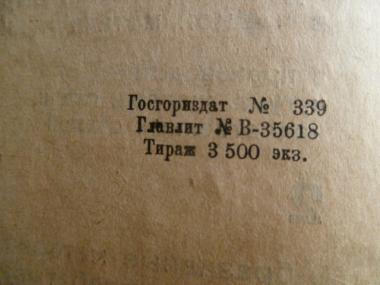 Госгориздат № 339
Главлит № В-35618
Тираж 3 500 экз.